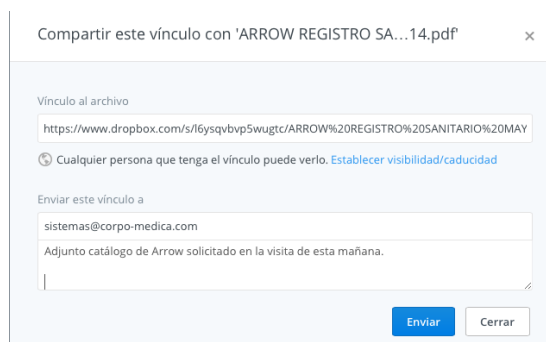 Compartir este vínculo con 'ARROW REGISTRO SA...14.pdf'
Vínculo al archivo
https://www.dropbox.com/s/l6ysqvbvp5wugtc/ARROW%20REGISTRO%20SANITARIO%20MAY
Cualquier persona que tenga el vínculo puede verlo. Establecer visibilidad/caducidad
Enviar este vínculo a
sistemas@corpo-medica.com
Adjunto catálogo de Arrow solicitado en la visita de esta mañana.
Enviar Cerrar